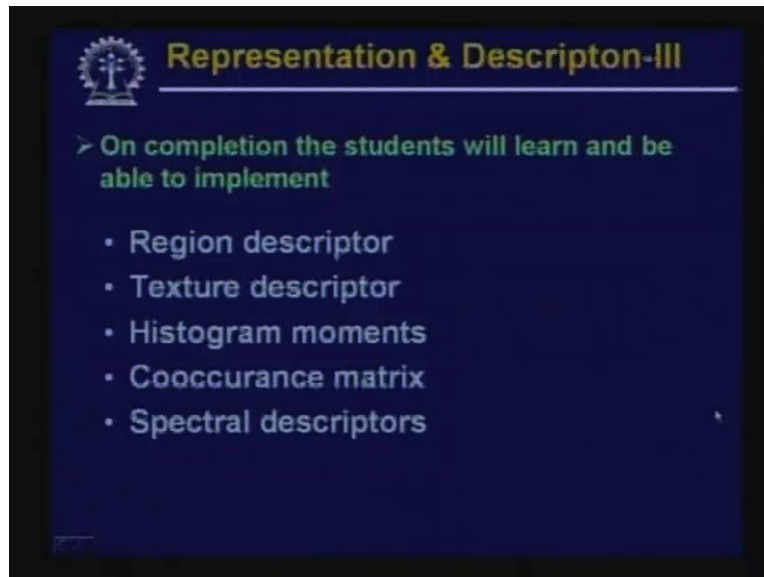 Representation & Descripton-III
➢ On completion the students will learn and be
able to implement
• Region descriptor
• Texture descriptor
• Histogram moments
• Cooccurance matrix
• Spectral descriptors